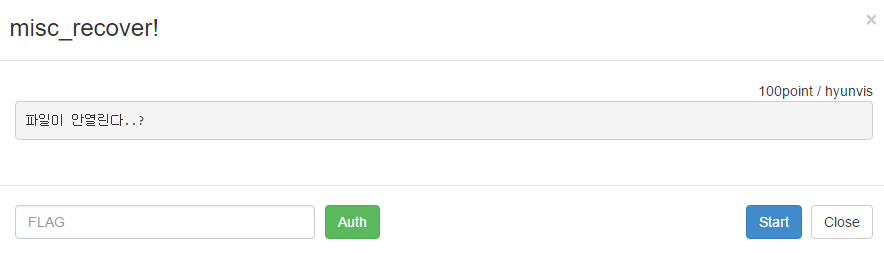 misc_recover!
×
100point / hyunvis
파일이 안열린다..?
FLAG
Auth
Start
Close